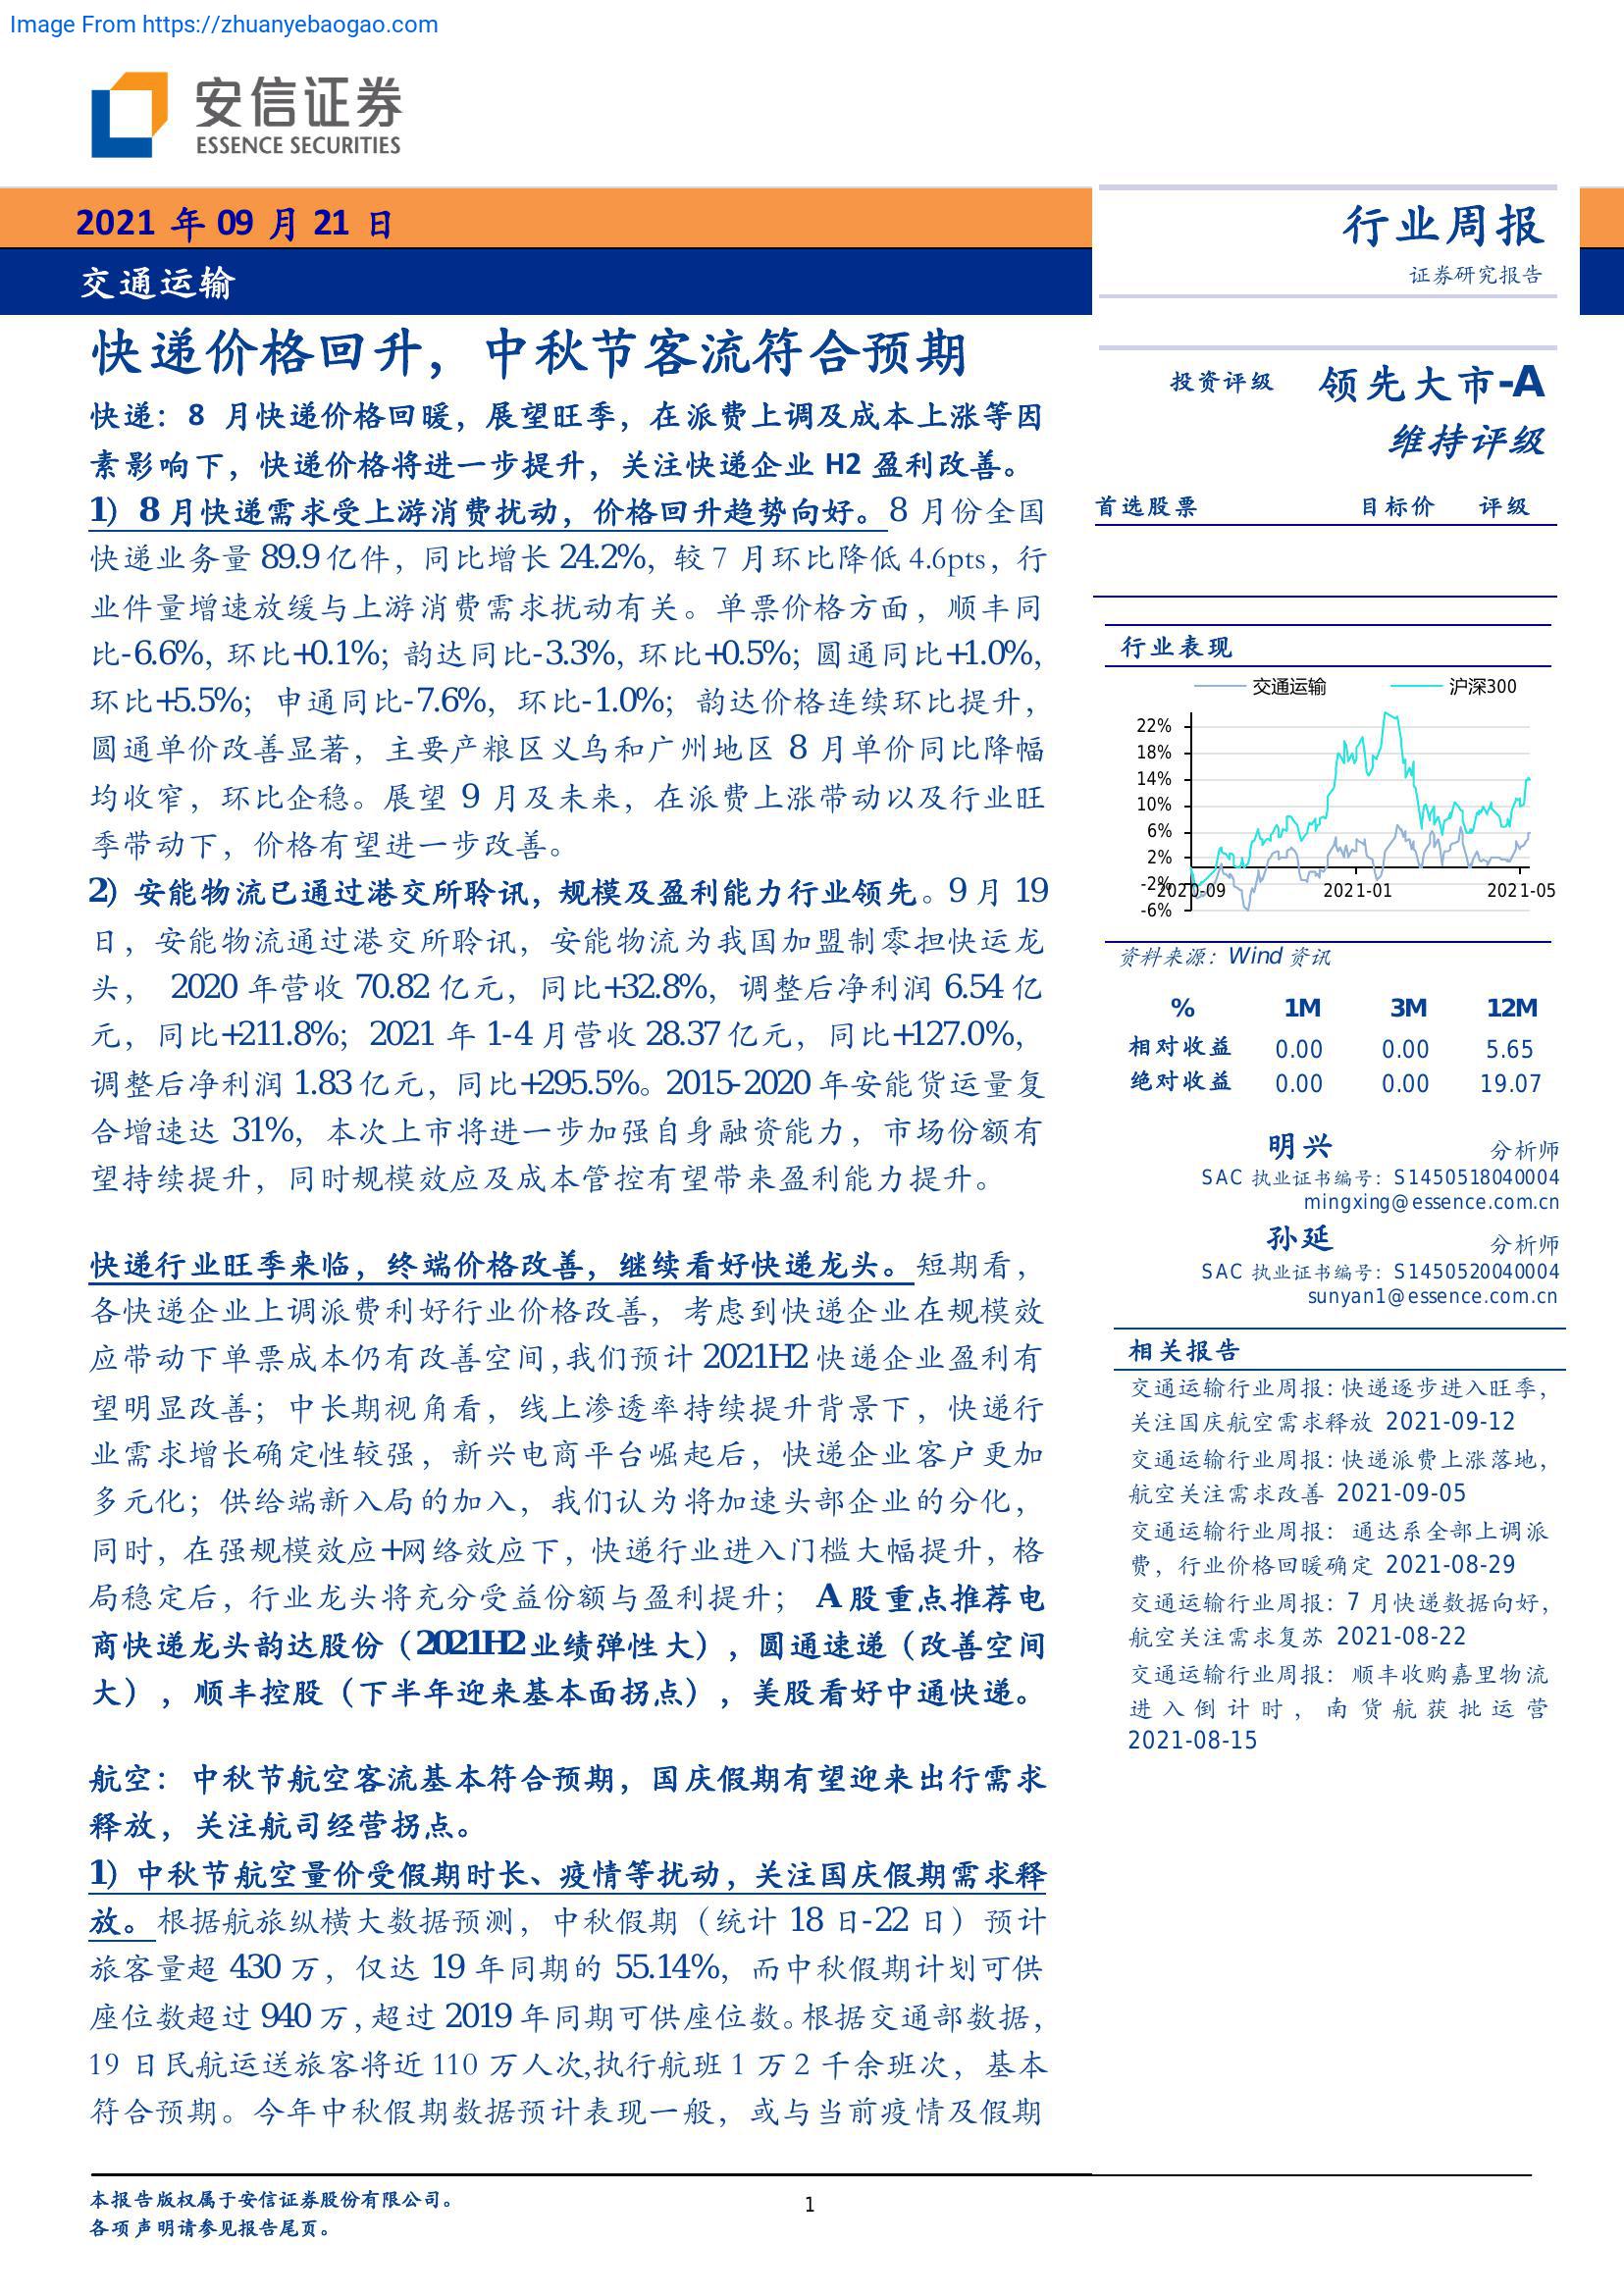 Image From https://zhuanyebaogao.com
安信证券
ESSENCE SECURITIES
2021 年 09 月 21 日
交通运输
快递价格回升，中秋节客流符合预期
快递：8 月快递价格回暖，展望旺季，在派费上调及成本上涨等因
素影响下，快递价格将进一步提升，关注快递企业 H2 盈利改善。
1) 8 月快递需求受上游消费扰动，价格回升趋势向好。8 月份全国
快递业务量 89.9 亿件，同比增长 24.2%，较 7 月环比降低 4.6pts，行
业件量增速放缓与上游消费需求扰动有关。单票价格方面，顺丰同
比-6.6%, 环比+0.1%; 韵达同比-3.3%, 环比+0.5%; 圆通同比+1.0%,
环比+5.5%; 申通同比-7.6%, 环比-1.0%; 韵达价格连续环比提升，
圆通单价改善显著，主要产粮区义乌和广州地区 8 月单价同比降幅
均收窄，环比企稳。展望 9 月及未来，在派费上涨带动以及行业旺
季带动下，价格有望进一步改善。
2) 安能物流已通过港交所聆讯，规模及盈利能力行业领先。9 月 19
日，安能物流通过港交所聆讯，安能物流为我国加盟制零担快运龙
头， 2020 年营收 70.82 亿元，同比+32.8%，调整后净利润 6.54 亿
元，同比+211.8%；2021 年 1-4 月营收 28.37 亿元，同比+127.0%，
调整后净利润 1.83 亿元，同比+295.5%。2015-2020 年安能货运量复
合增速达 31%，本次上市将进一步加强自身融资能力，市场份额有
望持续提升，同时规模效应及成本管控有望带来盈利能力提升。
快递行业旺季来临，终端价格改善，继续看好快递龙头。短期看，
各快递企业上调派费利好行业价格改善，考虑到快递企业在规模效
应带动下单票成本仍有改善空间,我们预计 2021H2 快递企业盈利有
望明显改善；中长期视角看，线上渗透率持续提升背景下，快递行
业需求增长确定性较强，新兴电商平台崛起后，快递企业客户更加
多元化；供给端新入局的加入，我们认为将加速头部企业的分化，
同时，在强规模效应+网络效应下，快递行业进入门槛大幅提升，格
局稳定后，行业龙头将充分受益份额与盈利提升； A 股重点推荐电
商快递龙头韵达股份（2021H2 业绩弹性大），圆通速递（改善空间
大），顺丰控股（下半年迎来基本面拐点），美股看好中通快递。
航空：中秋节航空客流基本符合预期，国庆假期有望迎来出行需求
释放，关注航司经营拐点。
1) 中秋节航空量价受假期时长、疫情等扰动，关注国庆假期需求释
放。根据航旅纵横大数据预测，中秋假期（统计 18 日-22 日）预计
旅客量超 430 万，仅达 19 年同期的 55.14%，而中秋假期计划可供
座位数超过 940 万,超过 2019 年同期可供座位数。根据交通部数据，
19 日民航运送旅客将近 110 万人次,执行航班 1 万 2 千余班次，基本
符合预期。今年中秋假期数据预计表现一般，或与当前疫情及假期
行业周报
证券研究报告
投资评级 领先大市-A
维持评级
首选股票 目标价 评级
行业表现
交通运输 沪深300
22%
18%
14%
10%
6%
2%
-2%
-6%
2020-09 2021-01 2021-05
资料来源：Wind 资讯
% 1M 3M 12M
相对收益 0.00 0.00 5.65
绝对收益 0.00 0.00 19.07
明兴 分析师
SAC 执业证书编号：S1450518040004
mingxing@essence.com.cn
孙延 分析师
SAC 执业证书编号：S1450520040004
sunyan1@essence.com.cn
相关报告
交通运输行业周报：快递逐步进入旺季，
关注国庆航空需求释放 2021-09-12
交通运输行业周报：快递派费上涨落地，
航空关注需求改善 2021-09-05
交通运输行业周报： 通达系全部上调派
费，行业价格回暖确定 2021-08-29
交通运输行业周报：7 月快递数据向好，
航空关注需求复苏 2021-08-22
交通运输行业周报： 顺丰收购嘉里物流
进入倒计时，南货航获批运营
2021-08-15
本报告版权属于安信证券股份有限公司。
各项声明请参见报告尾页。
1